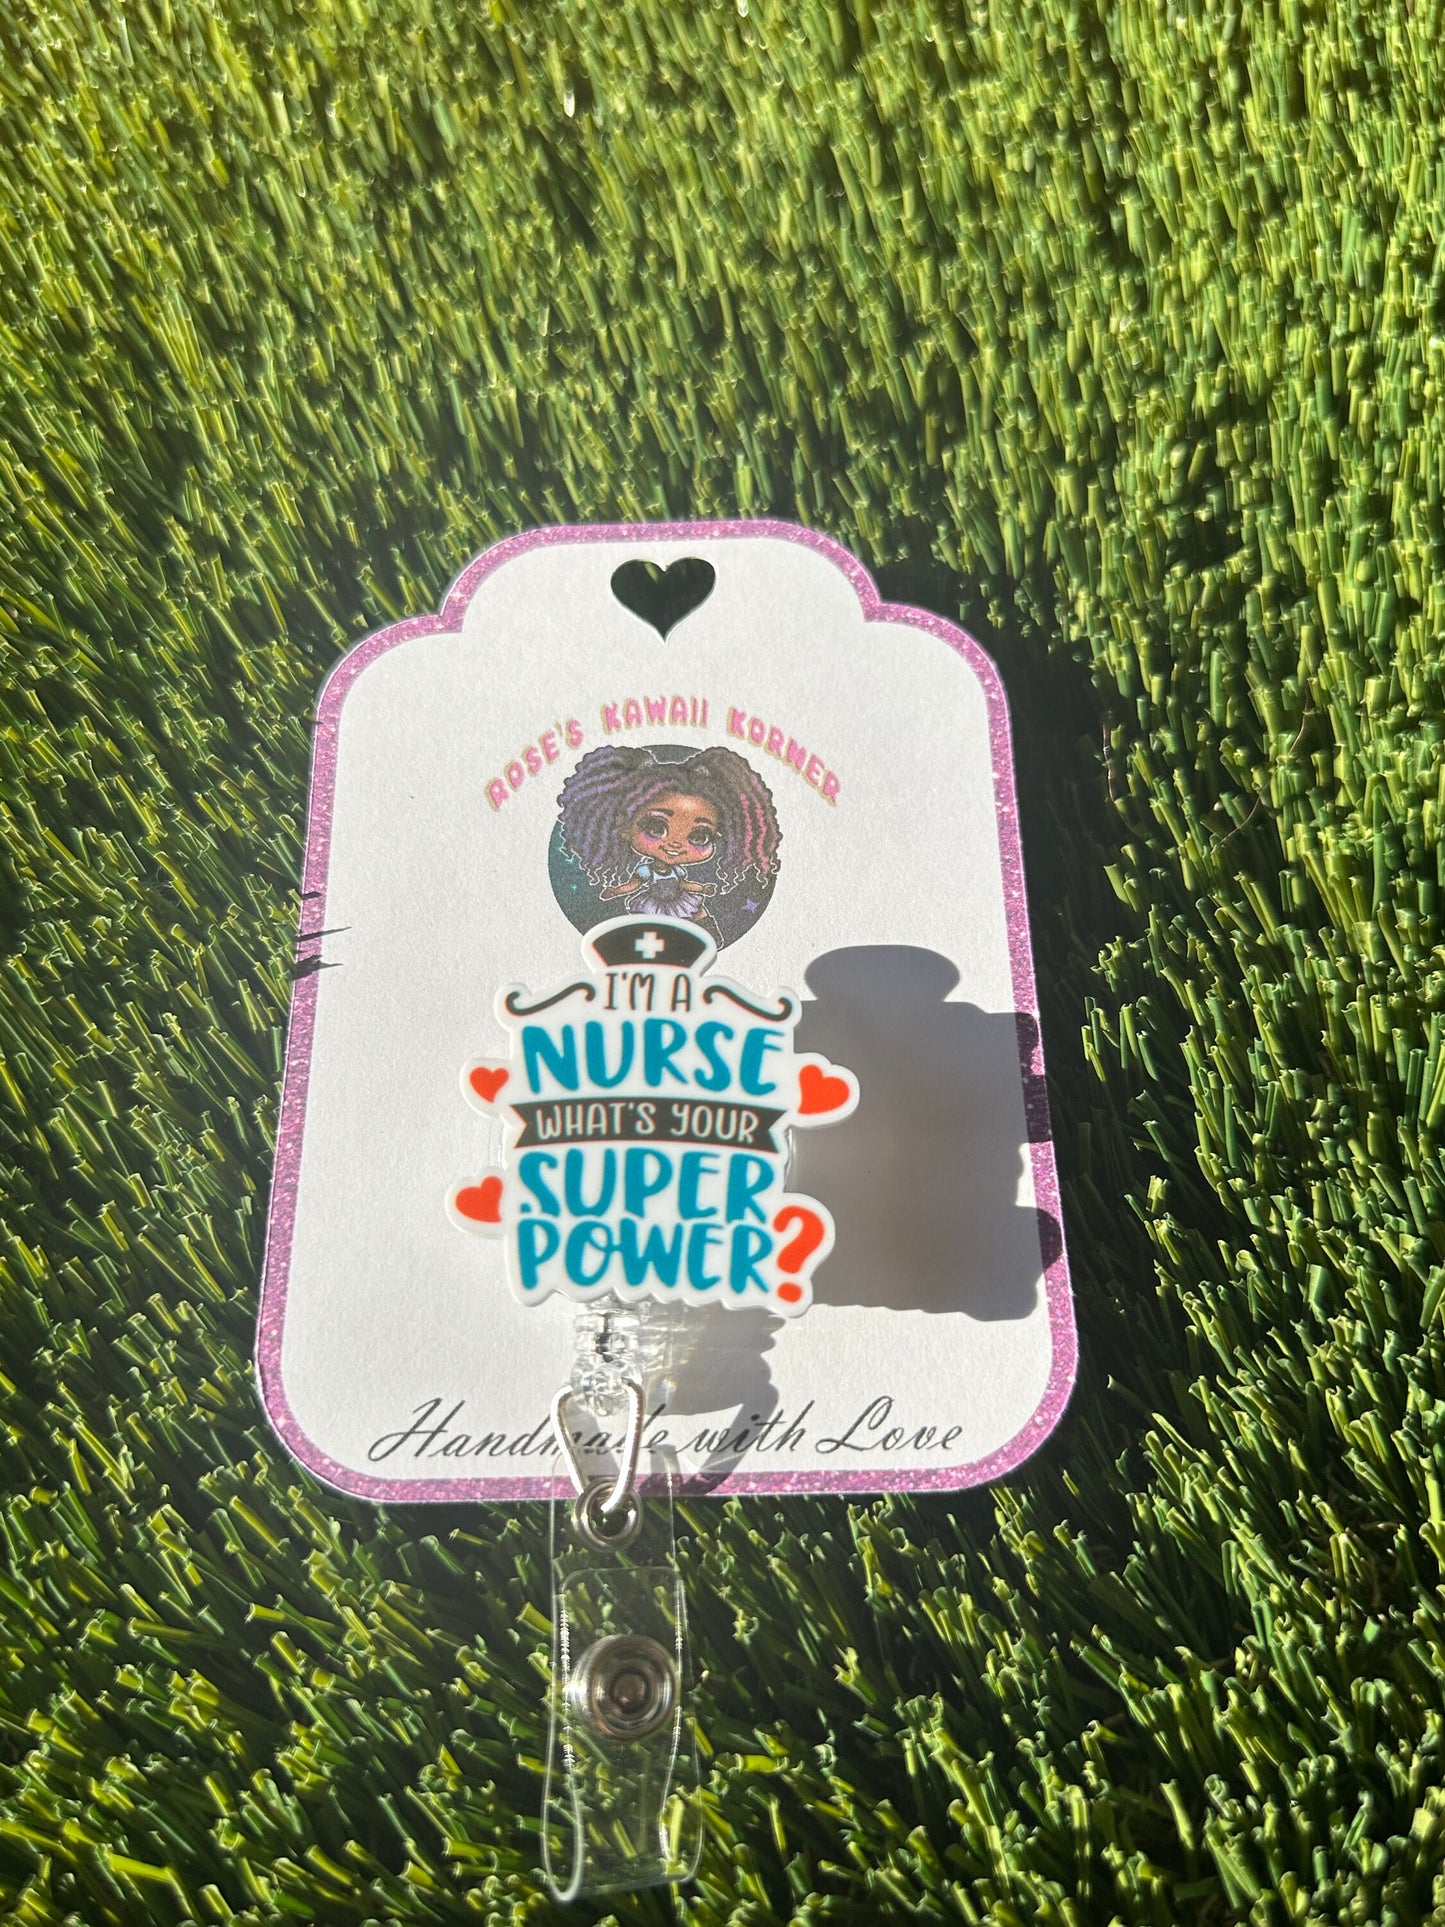 ROSE'S KAWAII KORNER
I'M A
NURSE
WHAT'S YOUR
SUPER
POWER?
Handmade with Love